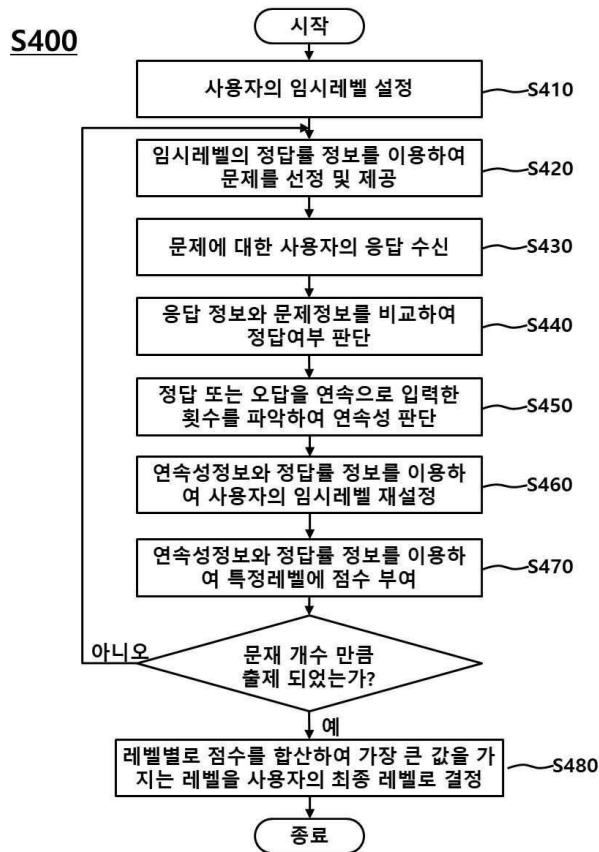 S400
시작
사용자의 임시레벨 설정
S410
임시레벨의 정답률 정보를 이용하여
문제를 선정 및 제공
S420
문제에 대한 사용자의 응답 수신
S430
응답 정보와 문제정보를 비교하여
정답여부 판단
S440
정답 또는 오답을 연속으로 입력한
횟수를 파악하여 연속성 판단
S450
연속성정보와 정답률 정보를 이용하
여 사용자의 임시레벨 재설정
S460
연속성정보와 정답률 정보를 이용하
여 특정레벨에 점수 부여
S470
아니오
문재 개수 만큼
출제 되었는가?
예
레벨별로 점수를 합산하여 가장 큰 값을 가
지는 레벨을 사용자의 최종 레벨로 결정
S480
종료